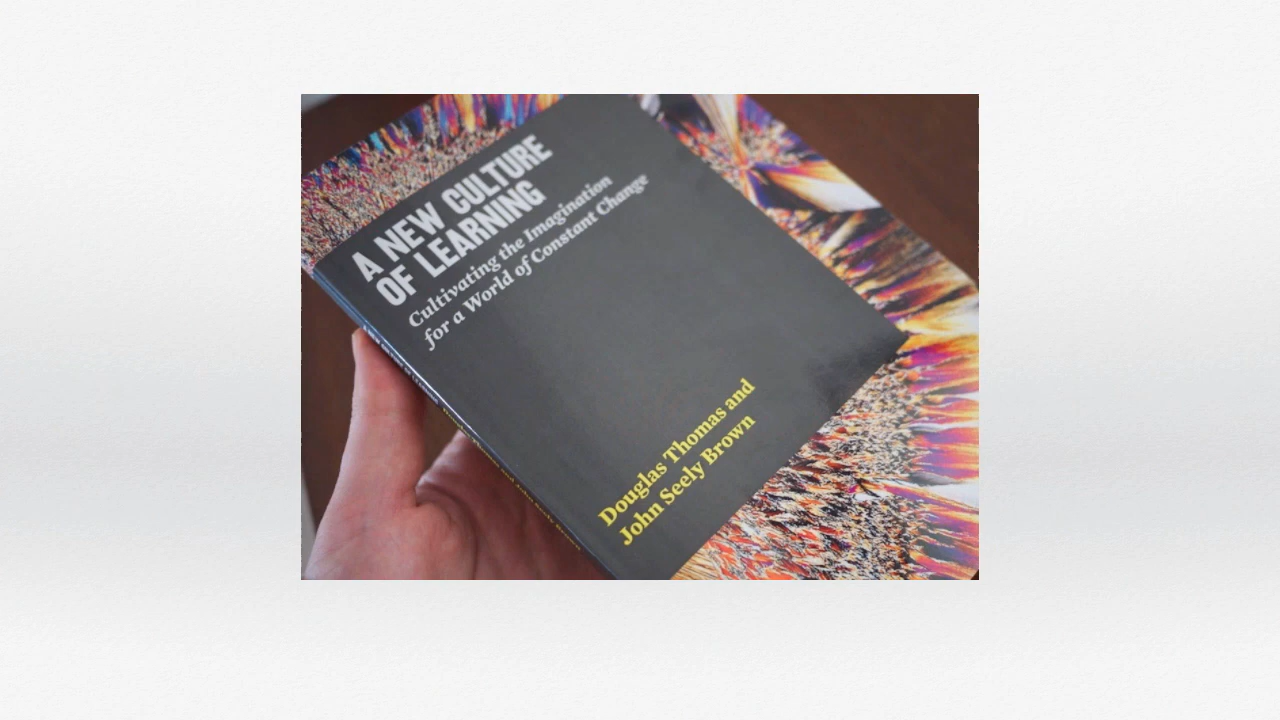 A NEW CULTURE
OF LEARNING
Cultivating the Imagination
for a World of Constant Change
Douglas Thomas and
John Seely Brown